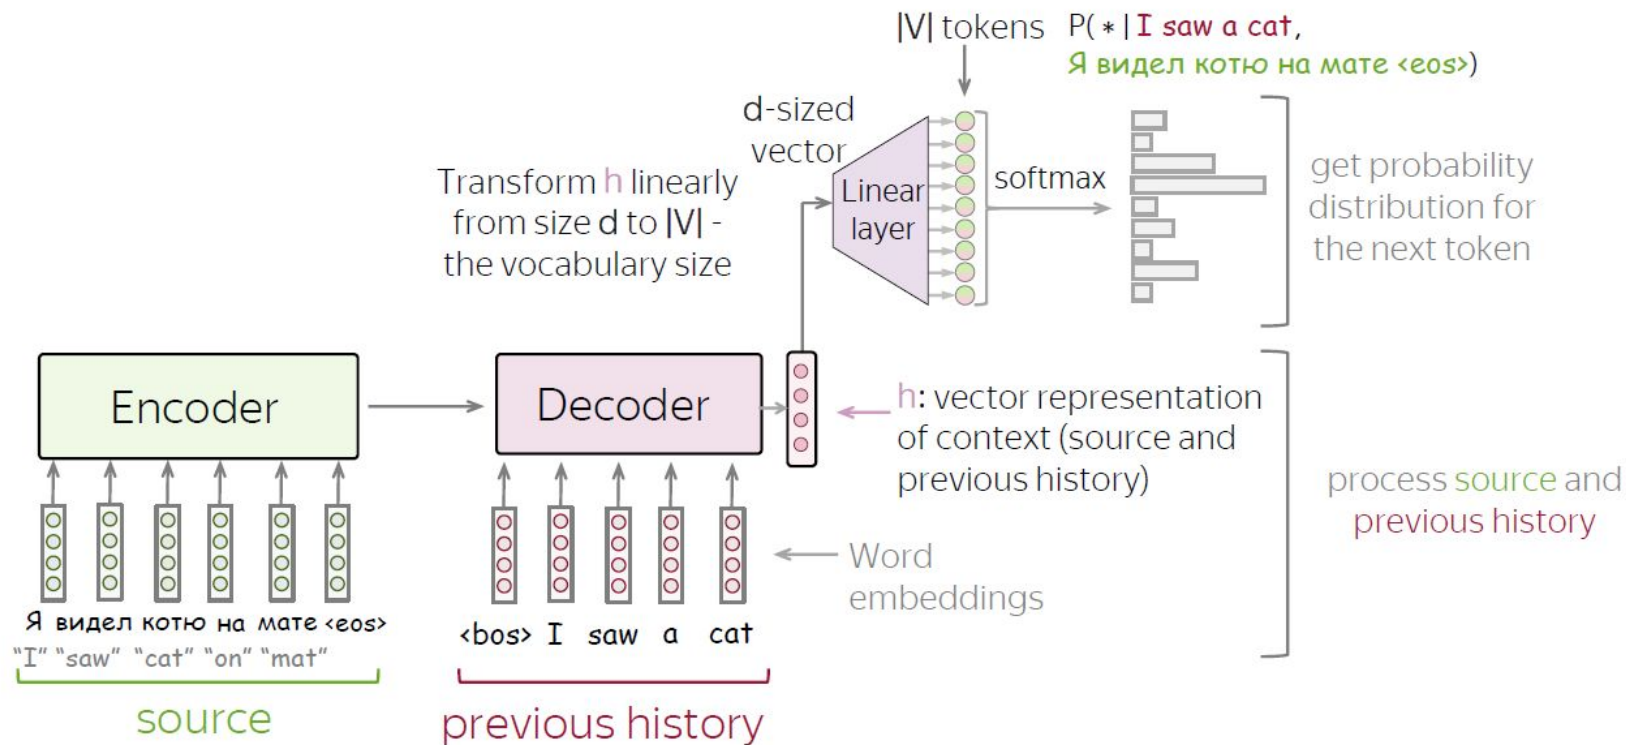 |V| tokens
P( * | I saw a cat,
Я видел котю на мате <eos>)
d-sized
vector
Transform h linearly
from size d to |V| -
the vocabulary size
Linear
layer
softmax
get probability
distribution for
the next token
Encoder
Decoder
h: vector representation
of context (source and
previous history)
process source and
previous history
Word
embeddings
Я видел котю на мате <eos>
"I" "saw" "cat" "on" "mat"
<bos> I saw a cat
source
previous history